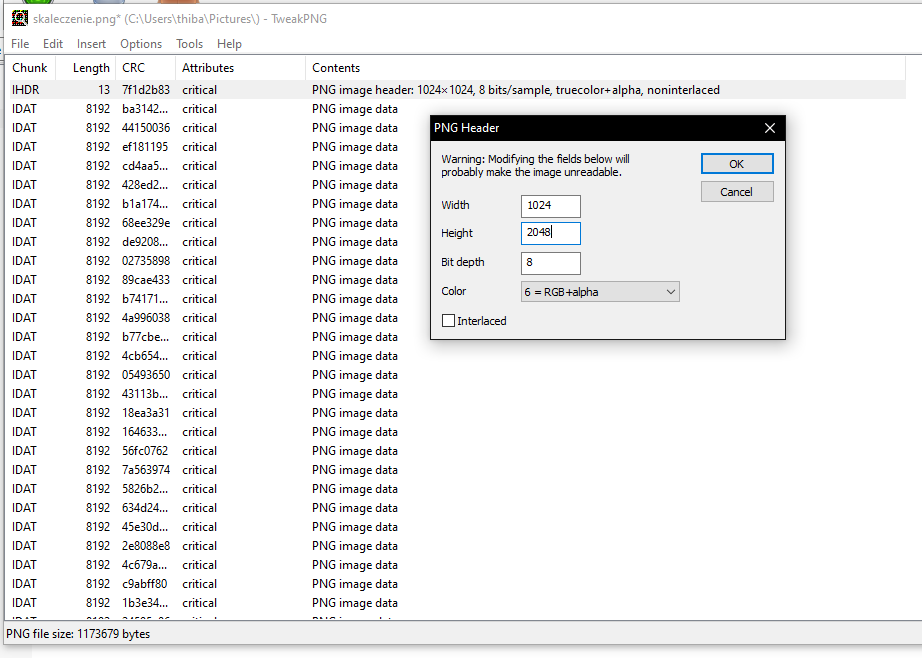 skaleczenie.png* (C:\Users\thiba\Pictures\) - TweakPNG
File Edit Insert Options Tools Help
Chunk Length CRC Attributes Contents
IHDR 13 7f1d2b83 critical PNG image header: 1024×1024, 8 bits/sample, truecolor+alpha, noninterlaced
IDAT 8192 ba3142... critical PNG image data
IDAT 8192 44150036 critical PNG image data
IDAT 8192 ef181195 critical PNG image data
IDAT 8192 cd4aa5... critical PNG image data
IDAT 8192 428ed2... critical PNG image data
IDAT 8192 b1a174... critical PNG image data
IDAT 8192 68ee329e critical PNG image data
IDAT 8192 de9208... critical PNG image data
IDAT 8192 02735898 critical PNG image data
IDAT 8192 89cae433 critical PNG image data
IDAT 8192 b74171... critical PNG image data
IDAT 8192 4a996038 critical PNG image data
IDAT 8192 b77cbe... critical PNG image data
IDAT 8192 4cb654... critical PNG image data
IDAT 8192 05493650 critical PNG image data
IDAT 8192 43113b... critical PNG image data
IDAT 8192 18ea3a31 critical PNG image data
IDAT 8192 164633... critical PNG image data
IDAT 8192 56fc0762 critical PNG image data
IDAT 8192 7a563974 critical PNG image data
IDAT 8192 5826b2... critical PNG image data
IDAT 8192 634d24... critical PNG image data
IDAT 8192 45e30d... critical PNG image data
IDAT 8192 2e8088e8 critical PNG image data
IDAT 8192 4c679a... critical PNG image data
IDAT 8192 c9abff80 critical PNG image data
IDAT 8192 1b3e34... critical PNG image data
PNG Header
Warning: Modifying the fields below will
probably make the image unreadable.
OK
Cancel
Width 1024
Height 2048
Bit depth 8
Color 6 = RGB+alpha
Interlaced
PNG file size: 1173679 bytes